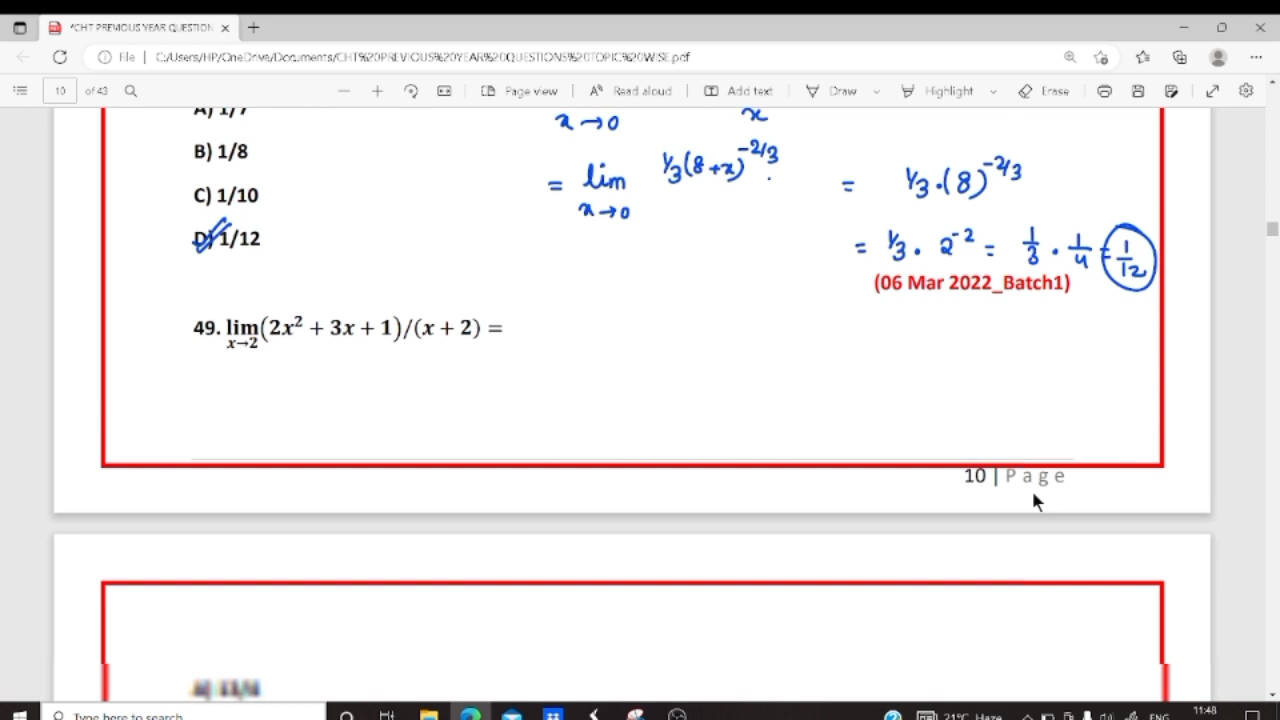 *CHT PREVIOUS YEAR QUESTION
File | C:/Users/HP/OneDrive/Documents/CHT%20PREVIOUS%20YEAR%20QUESTIONS%20TOPIC%20WISE.pdf
10 of 43 Page view Read aloud Add text Draw Highlight Erase
A) 1/7
x→0 x
B) 1/8
= lim x→0 1/3(8+x)^-2/3 = 1/3·(8)^-2/3
C) 1/10
D) 1/12
= 1/3 · 2^-2 = 1/3 · 1/4 = 1/12
(06 Mar 2022_Batch1)
49. lim x→2 (2x² + 3x + 1)/(x + 2) =
10 | Page
Type here to search
21°C Haze ENG 11:48